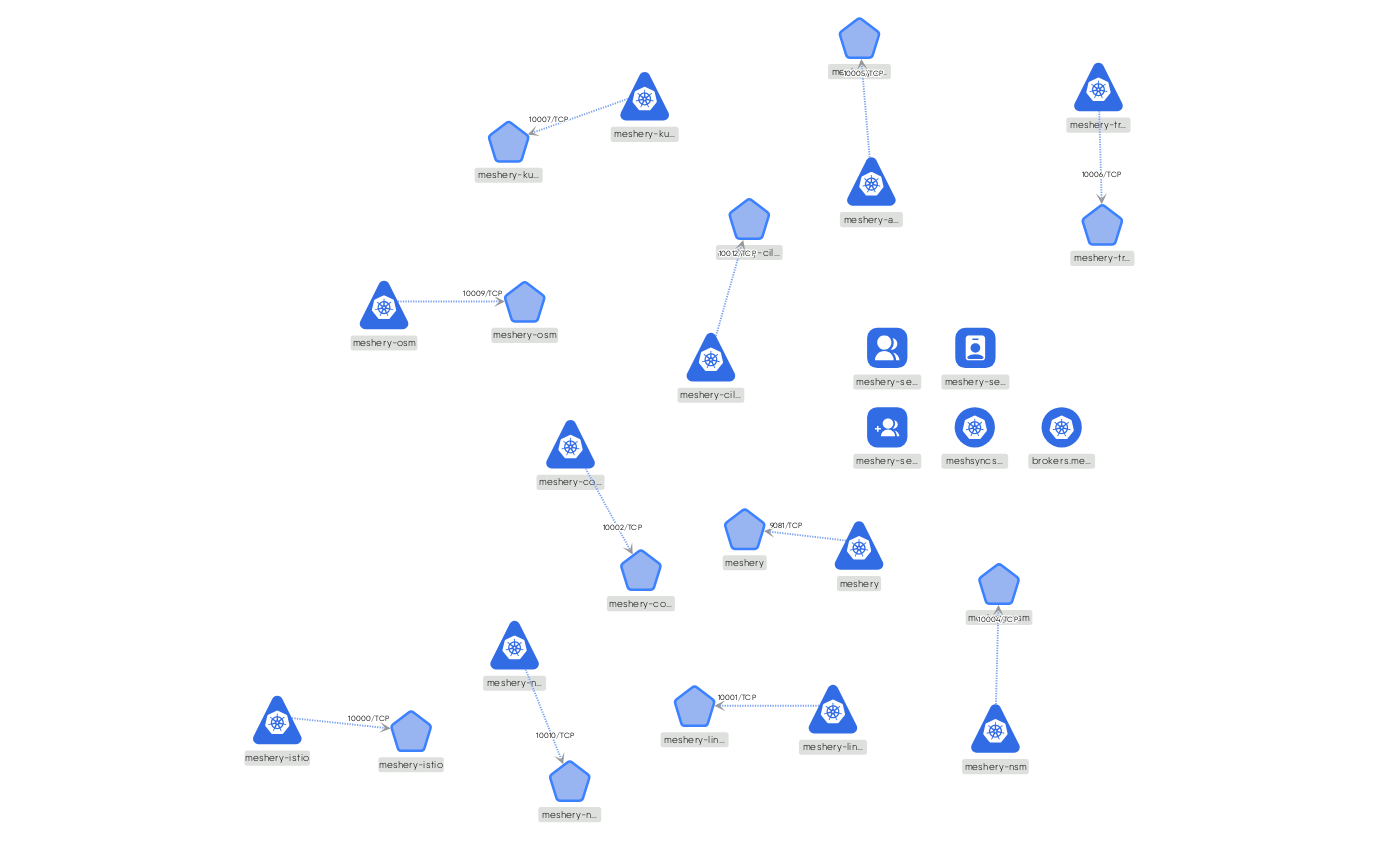 10005/TCP
meshery-tr...
10007/TCP
meshery-ku...
meshery-ku...
10006/TCP
meshery-a...
10012/TCP
-cil...
meshery-tr...
10009/TCP
meshery-osm
meshery-osm
meshery-cil...
meshery-se...
meshery-se...
meshery-se...
meshsyncs...
brokers.me...
meshery-co...
10002/TCP
9081/TCP
meshery
meshery
meshery-co...
10004/TCP
meshery-n...
10001/TCP
10000/TCP
10010/TCP
meshery-lin...
meshery-lin...
meshery-istio
meshery-istio
meshery-nsm
meshery-n...